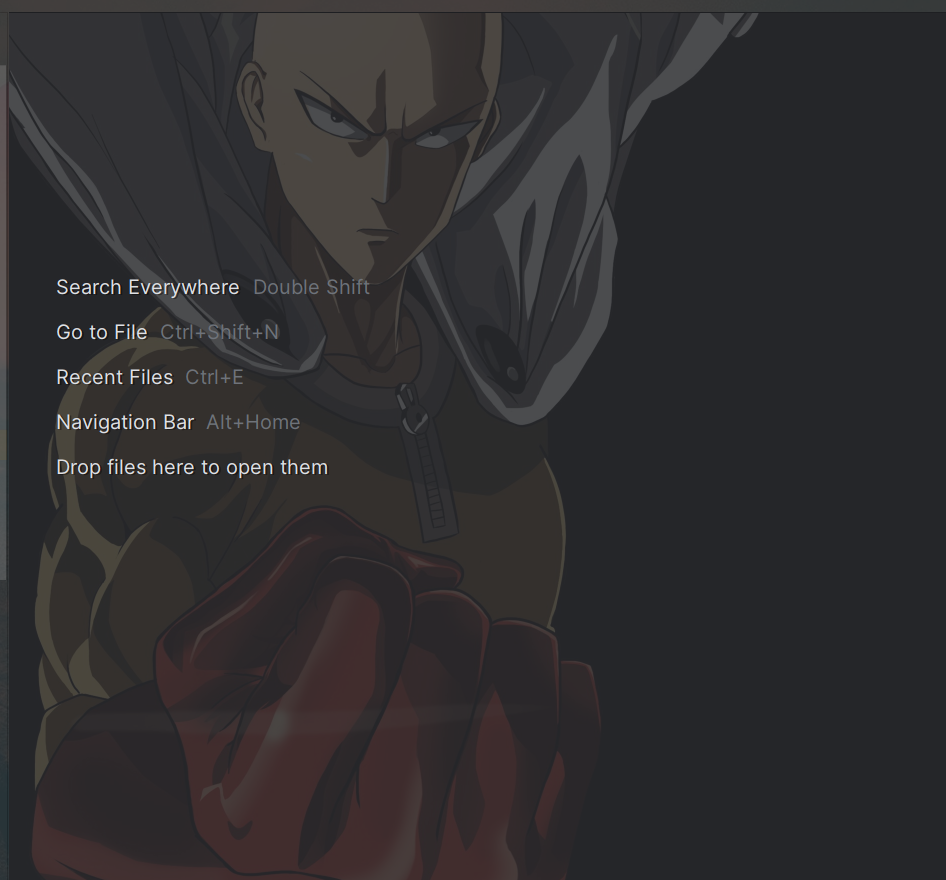 Search Everywhere Double Shift
Go to File Ctrl+Shift+N
Recent Files Ctrl+E
Navigation Bar Alt+Home
Drop files here to open them